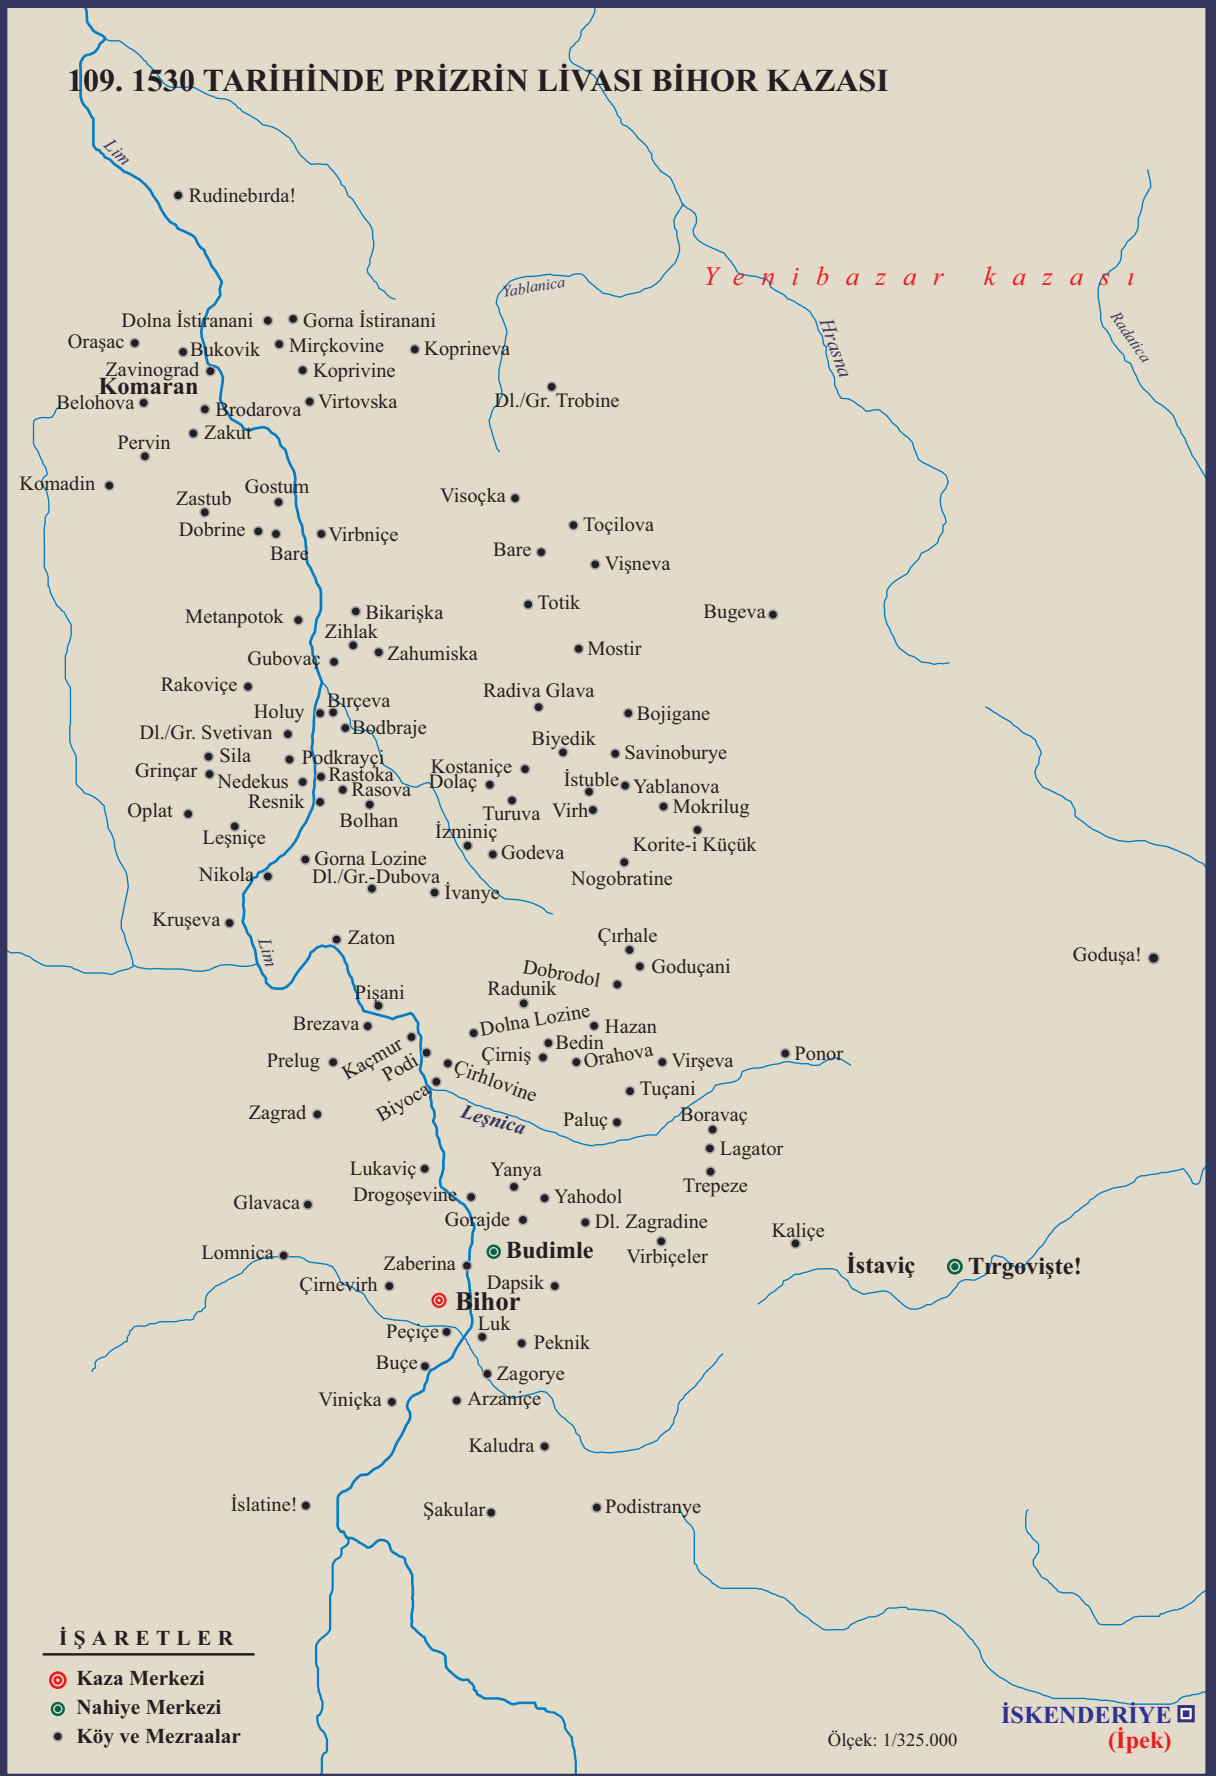 109. 1530 TARİHİNDE PRİZRİN LİVASI BİHOR KAZASI
Lim
Rudinebırda!
Yenibazar kazası
Yablanica
Hrasna
Radatica
Dolna İstiranani
Gorna İstiranani
Oraşac
Bukovik
Mirçkovine
Koprineva
Zavinograd
Koprivine
Komaran
Belohova
Brodarova
Virtovska
Dl./Gr. Trobine
Zakut
Pervin
Komadin
Gostum
Zastub
Visoçka
Dobrine
Bare
Virbniçe
Toçilova
Bare
Vişneva
Metanpotok
Bikarişka
Totik
Bugeva
Zihlak
Gubovaç
Zahumiska
Mostir
Rakoviçe
Radiva Glava
Bırçeva
Holuy
Bojigane
Dl./Gr. Svetivan
Bodbraje
Biyedik
Savinoburye
Sila
Podkrayçi
Grinçar
Nedekus
Rastoka
Kostaniçe
Dolaç
İstuble
Yablanova
Rasova
Resnik
Oplat
Bolhan
Turuva
Virh
Mokrilug
Leşniçe
İzminiç
Korite-i Küçük
Gorna Lozine
Godeva
Nikola
Dl./Gr.-Dubova
İvanye
Nogobratine
Kruşeva
Lim
Zaton
Çırhale
Goduçani
Goduşa!
Dobrodol
Pişani
Radunik
Brezava
Dolna Lozine
Hazan
Kaçmur
Bedin
Prelug
Podi
Çirhlovine
Çirniş
Orahova
Virşeva
Ponor
Biyoca
Tuçani
Zagrad
Leşnica
Paluç
Boravaç
Lagator
Lukaviç
Yanya
Trepeze
Drogoşevine
Yahodol
Glavaca
Gorajde
Dl. Zagradine
Kaliçe
Lomnica
Budimle
Virbiçeler
Zaberina
İstaviç
Tırgovişte!
Çirnevirh
Dapsik
Bihor
Peçiçe
Luk
Peknik
Buçe
Zagorye
Viniçka
Arzaniçe
Kaludra
İslatine!
Şakular
Podistranye
İŞARETLER
Kaza Merkezi
Nahiye Merkezi
Köy ve Mezraalar
Ölçek: 1/325.000
İSKENDERİYE
(İpek)